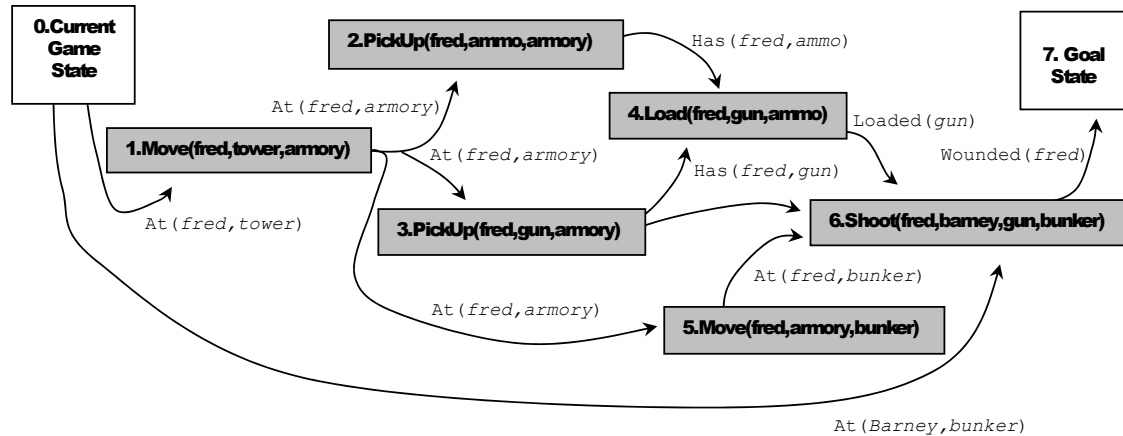 0.Current
Game
State
2.PickUp(fred,ammo,armory)
Has(fred,ammo)
7. Goal
State
At(fred,armory)
4.Load(fred,gun,ammo)
Loaded(gun)
1.Move(fred,tower,armory)
At(fred,armory)
Wounded(fred)
Has(fred,gun)
At(fred,tower)
3.PickUp(fred,gun,armory)
6.Shoot(fred,barney,gun,bunker)
At(fred,bunker)
At(fred,armory)
5.Move(fred,armory,bunker)
At(Barney,bunker)